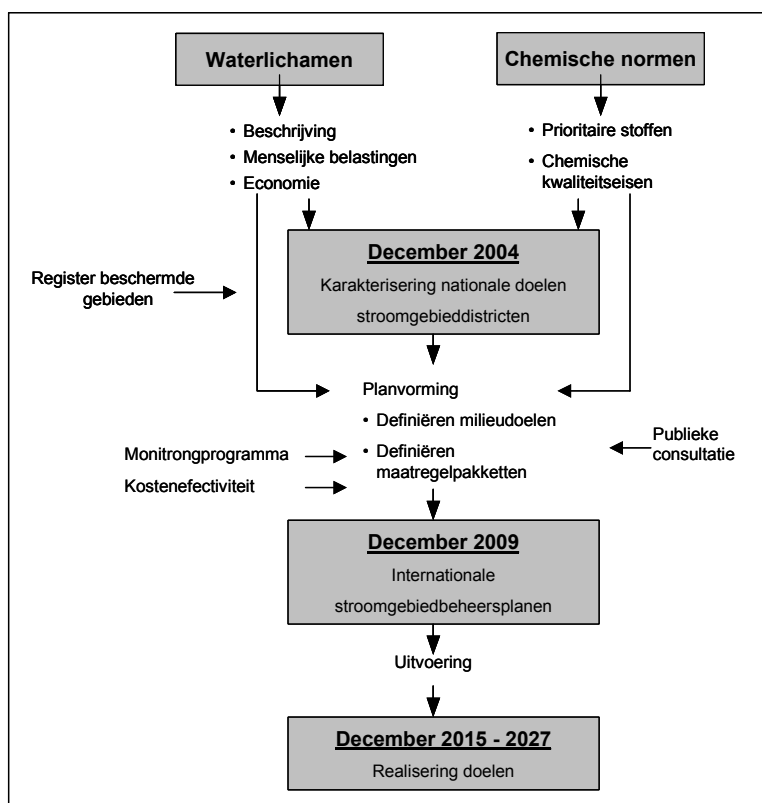 Waterlichamen
Chemische normen
• Beschrijving
• Menselijke belastingen
• Economie
• Prioritaire stoffen
• Chemische
kwaliteitseisen
December 2004
Karakterisering nationale doelen
stroomgebieddistricten
Register beschermde
gebieden
Planvorming
• Definiëren milieudoelen
• Definiëren
maatregelpakketten
Monitrongprogramma
Kostenefectiviteit
Publieke
consultatie
December 2009
Internationale
stroomgebiedbeheersplanen
Uitvoering
December 2015 - 2027
Realisering doelen